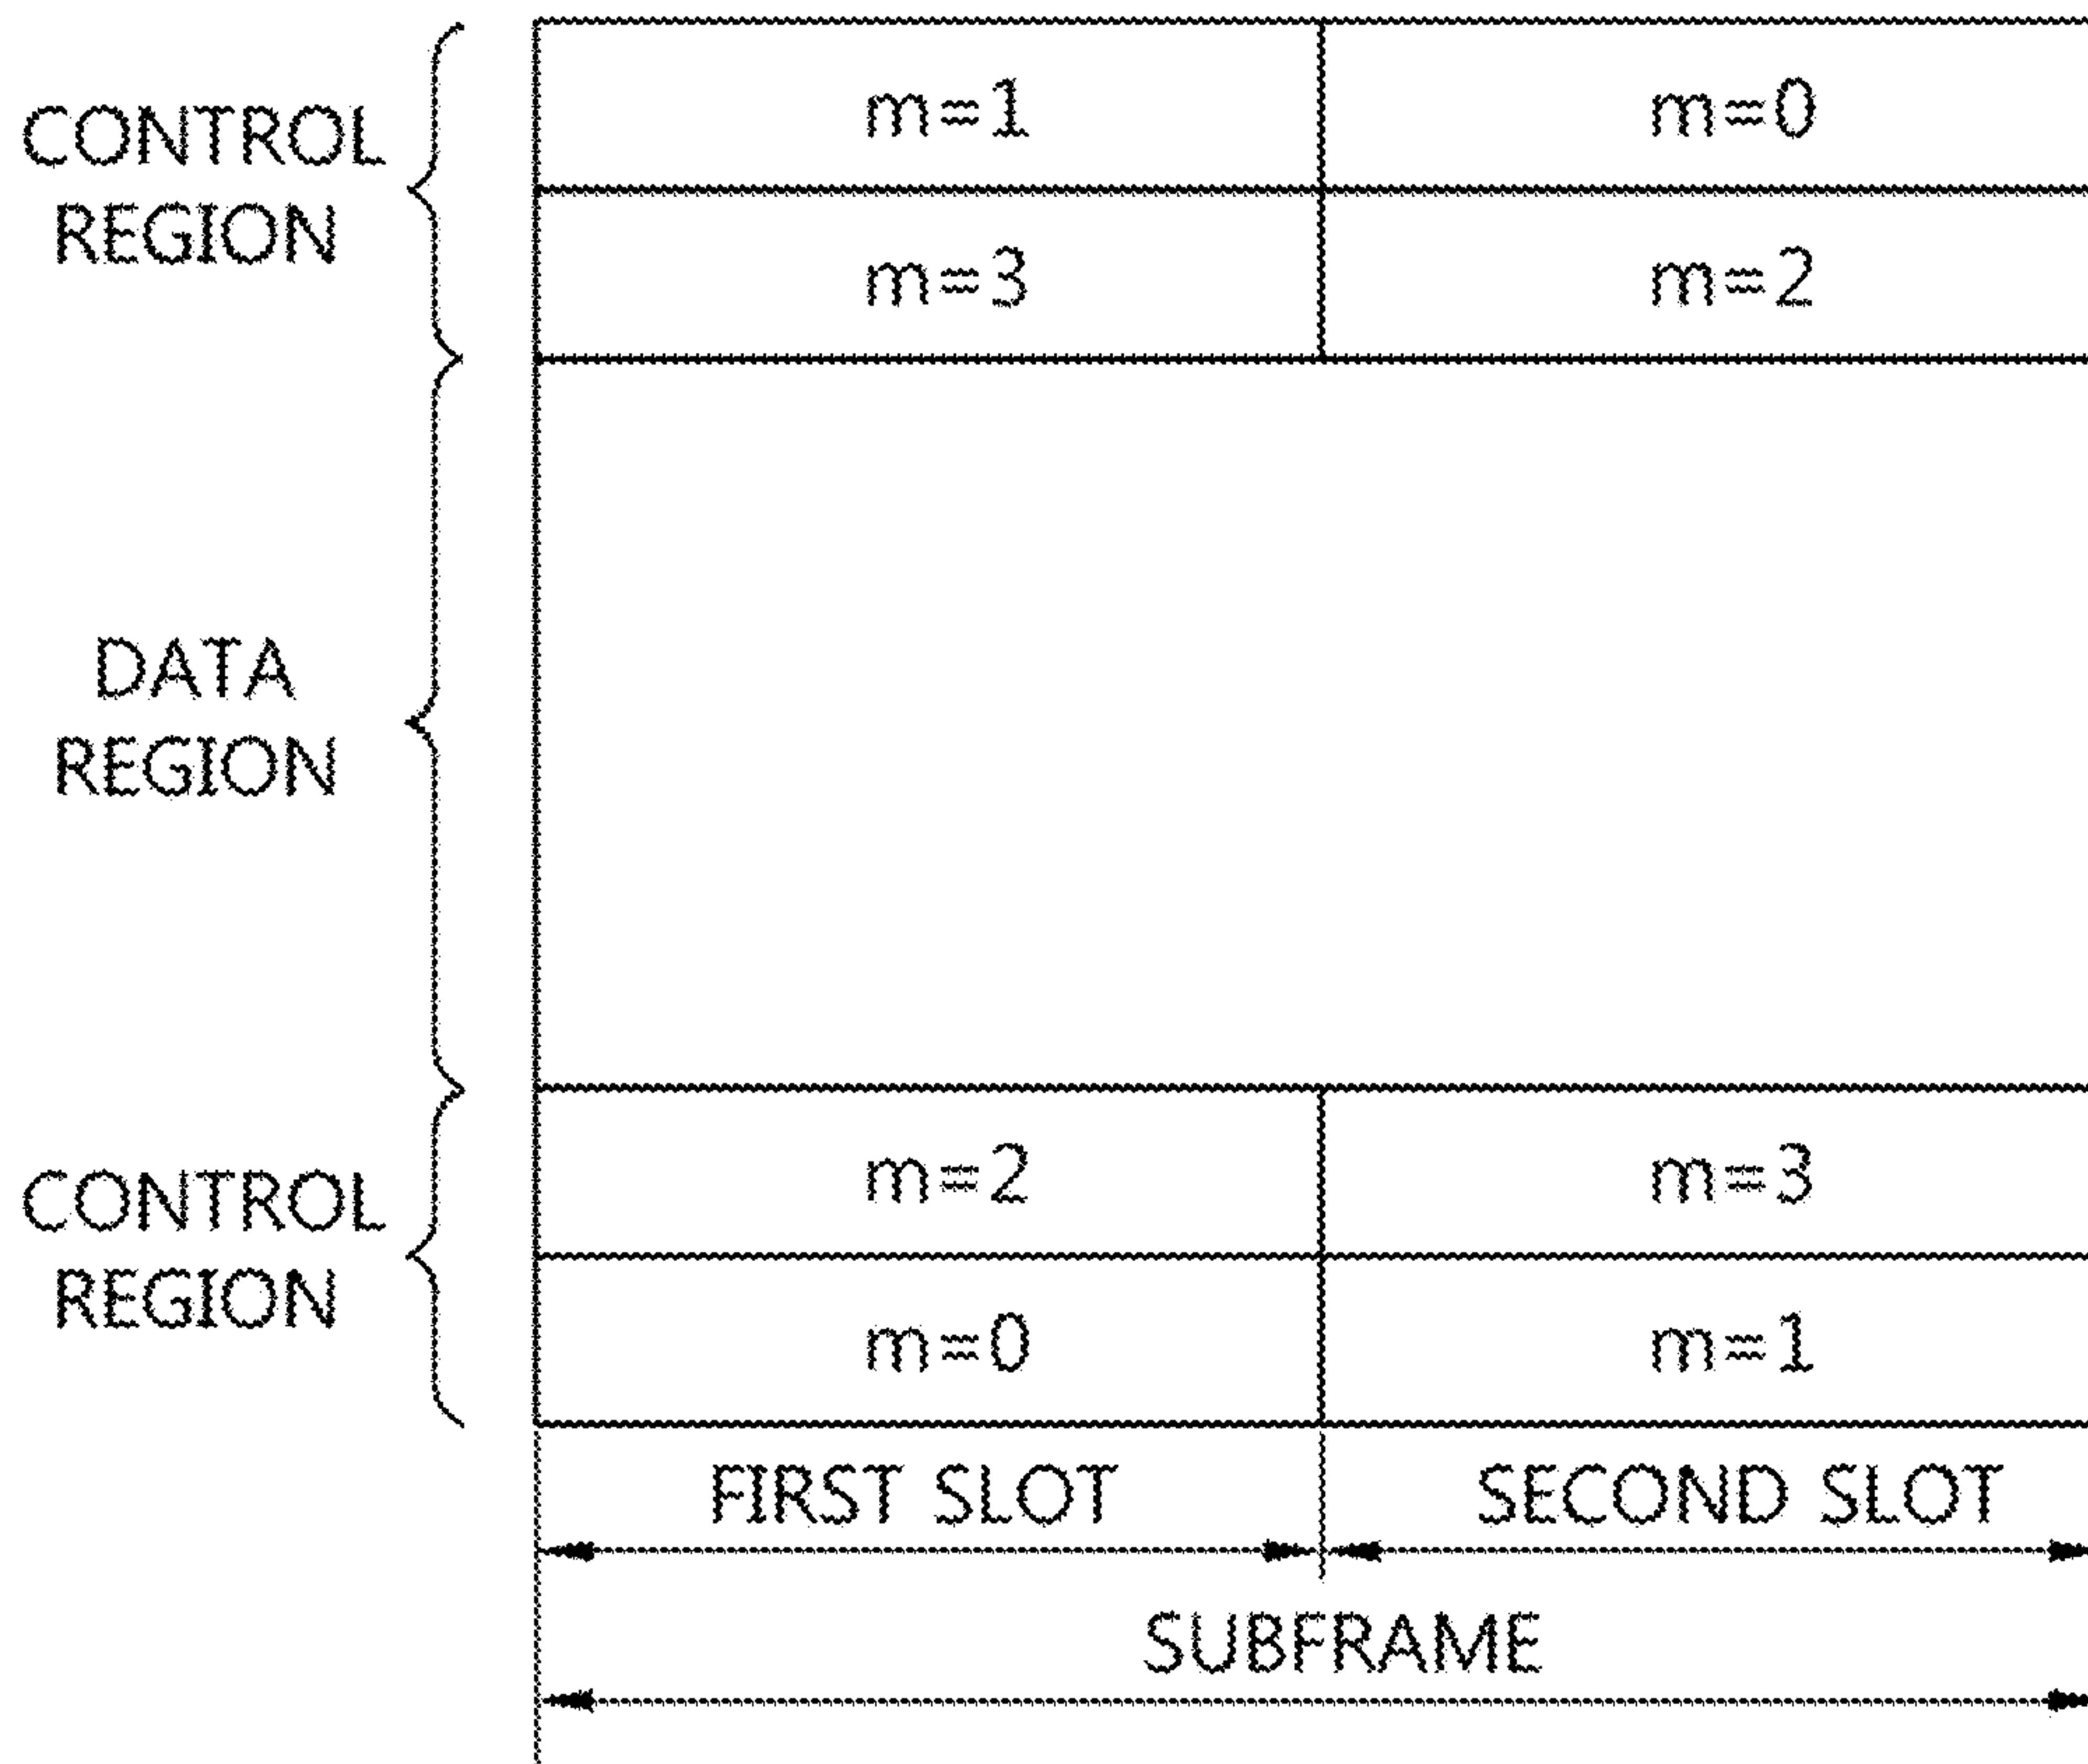 CONTROL
REGION
m=1 m=0
m=3 m=2
DATA
REGION
CONTROL
REGION
m=2 m=3
m=0 m=1
FIRST SLOT SECOND SLOT
SUBFRAME